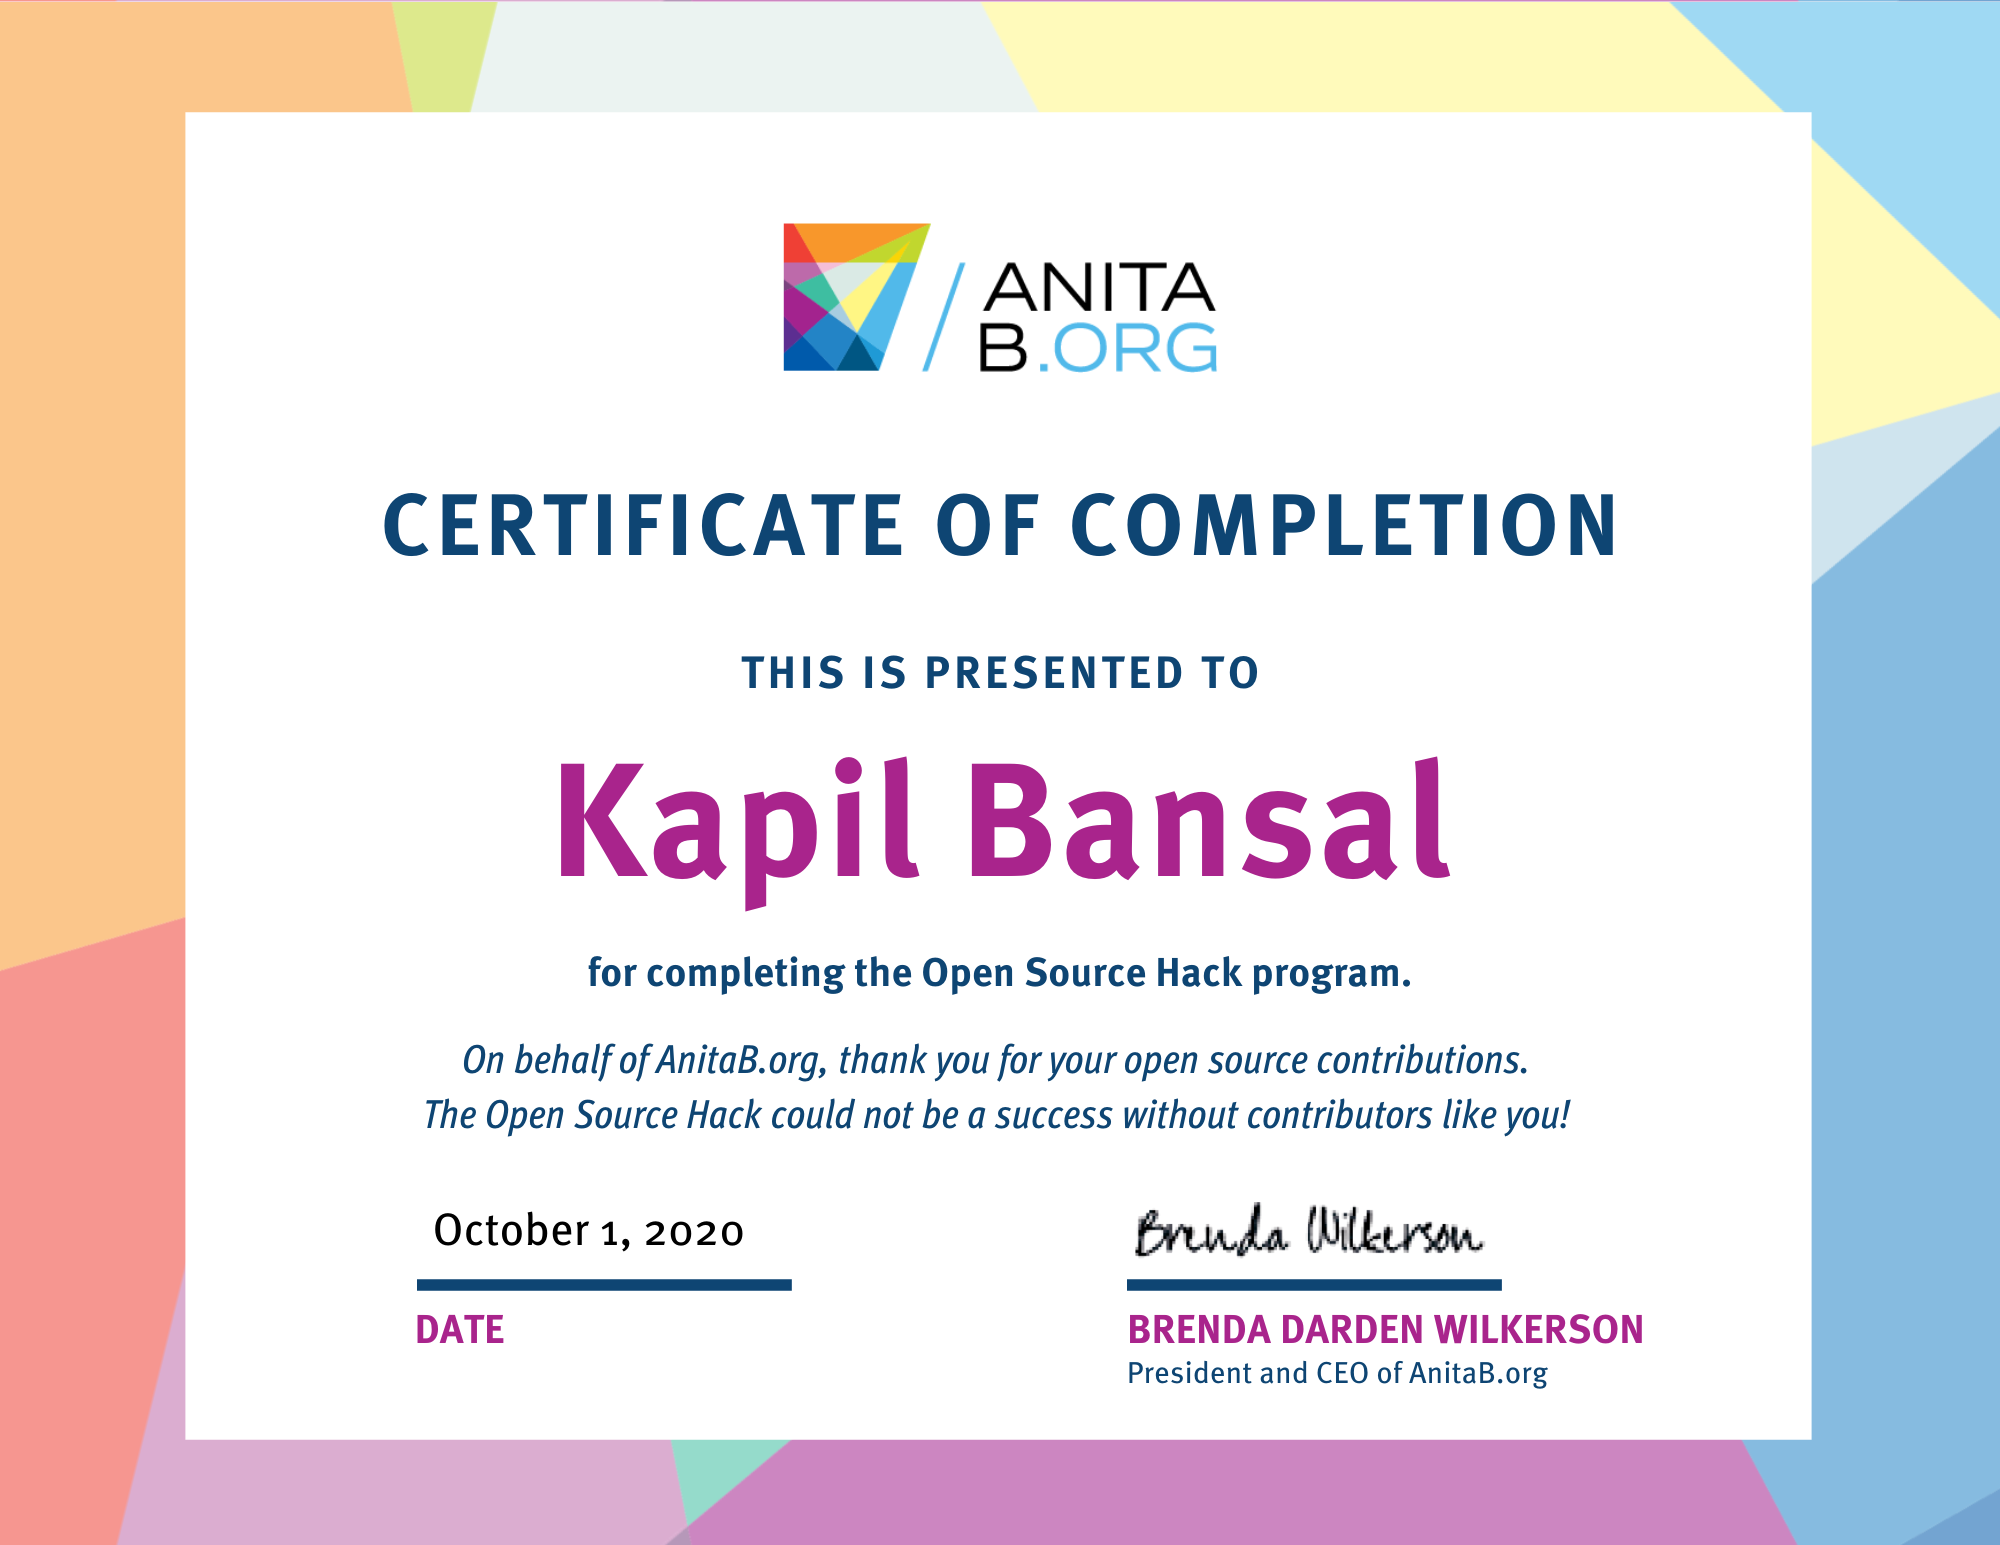 ANITA
B.ORG
CERTIFICATE OF COMPLETION
THIS IS PRESENTED TO
Kapil Bansal
for completing the Open Source Hack program.
On behalf of AnitaB.org, thank you for your open source contributions.
The Open Source Hack could not be a success without contributors like you!
October 1, 2020
Brenda Wilkerson
DATE
BRENDA DARDEN WILKERSON
President and CEO of AnitaB.org